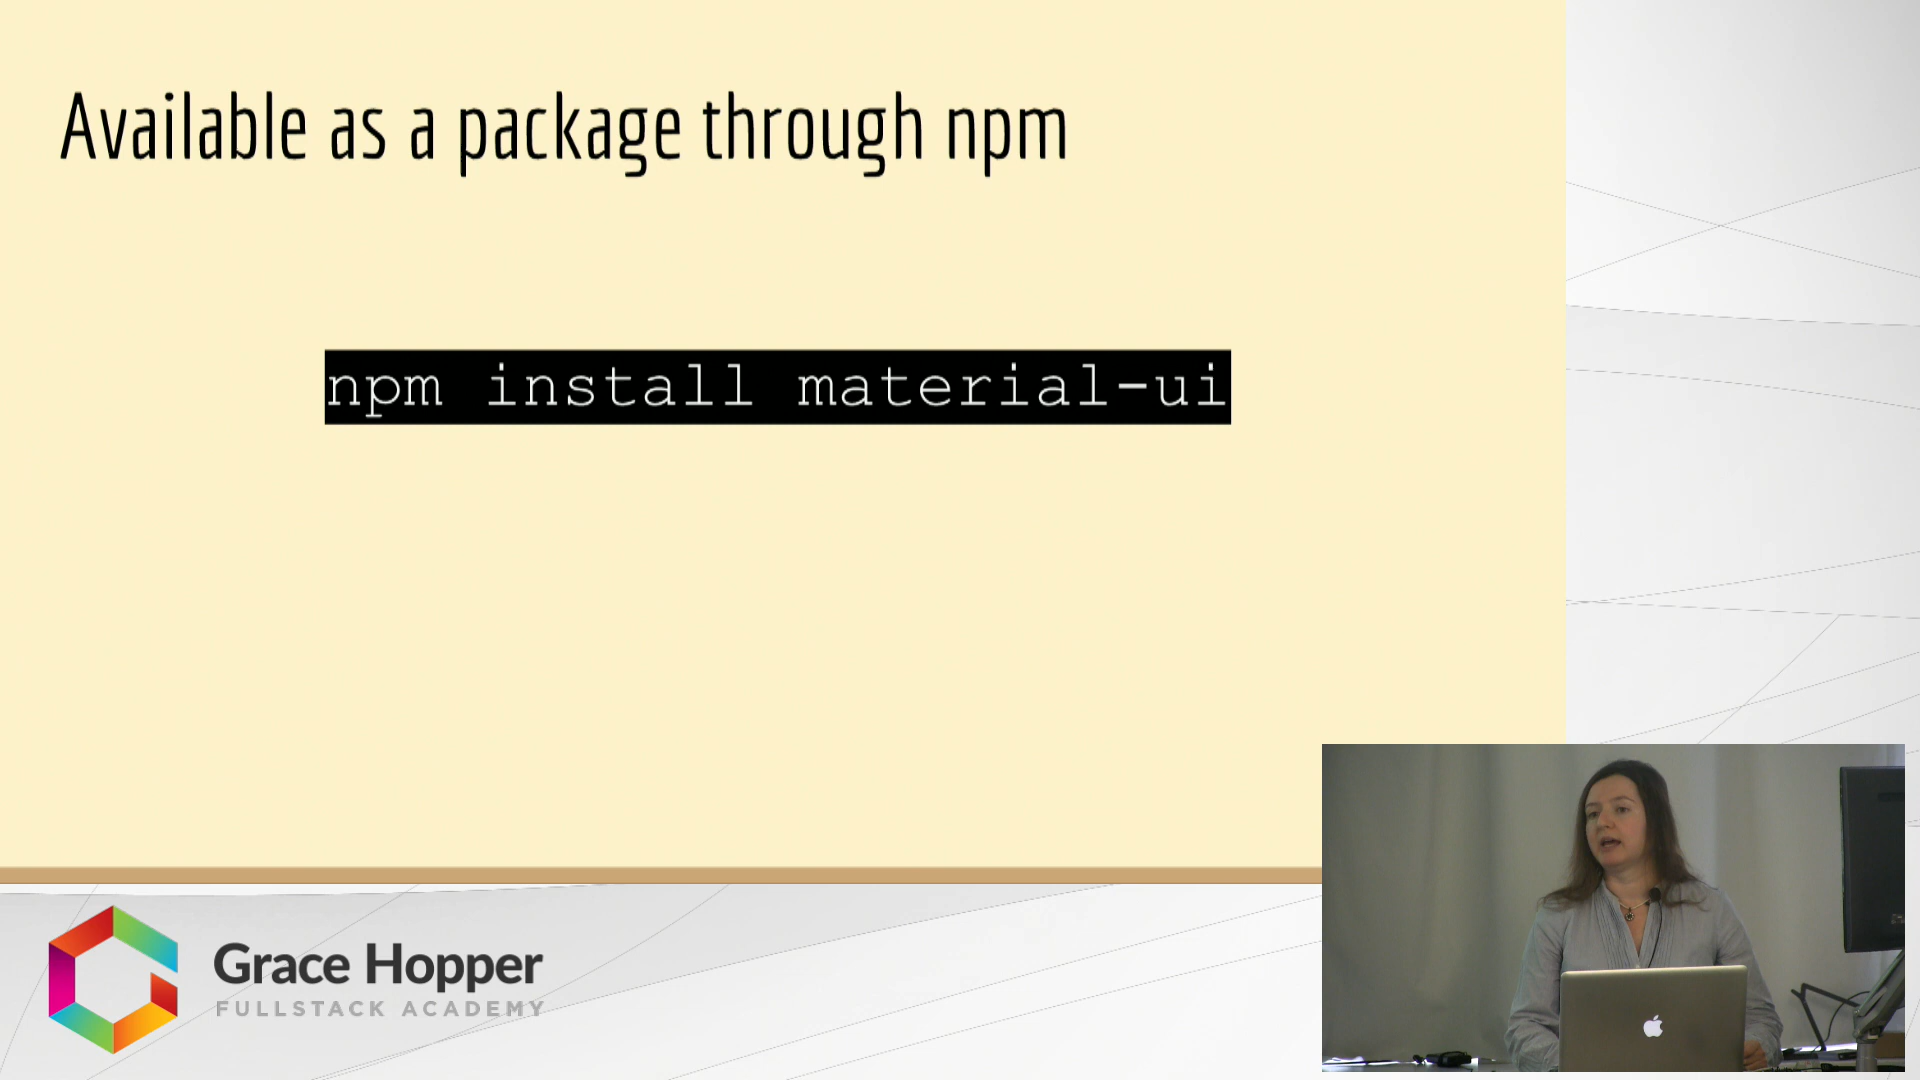 Available as a package through npm
npm install material-ui
Grace Hopper
FULLSTACK ACADEMY